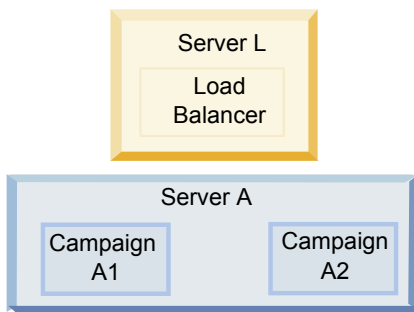 Server L
Load
Balancer
Server A
Campaign
A1
Campaign
A2